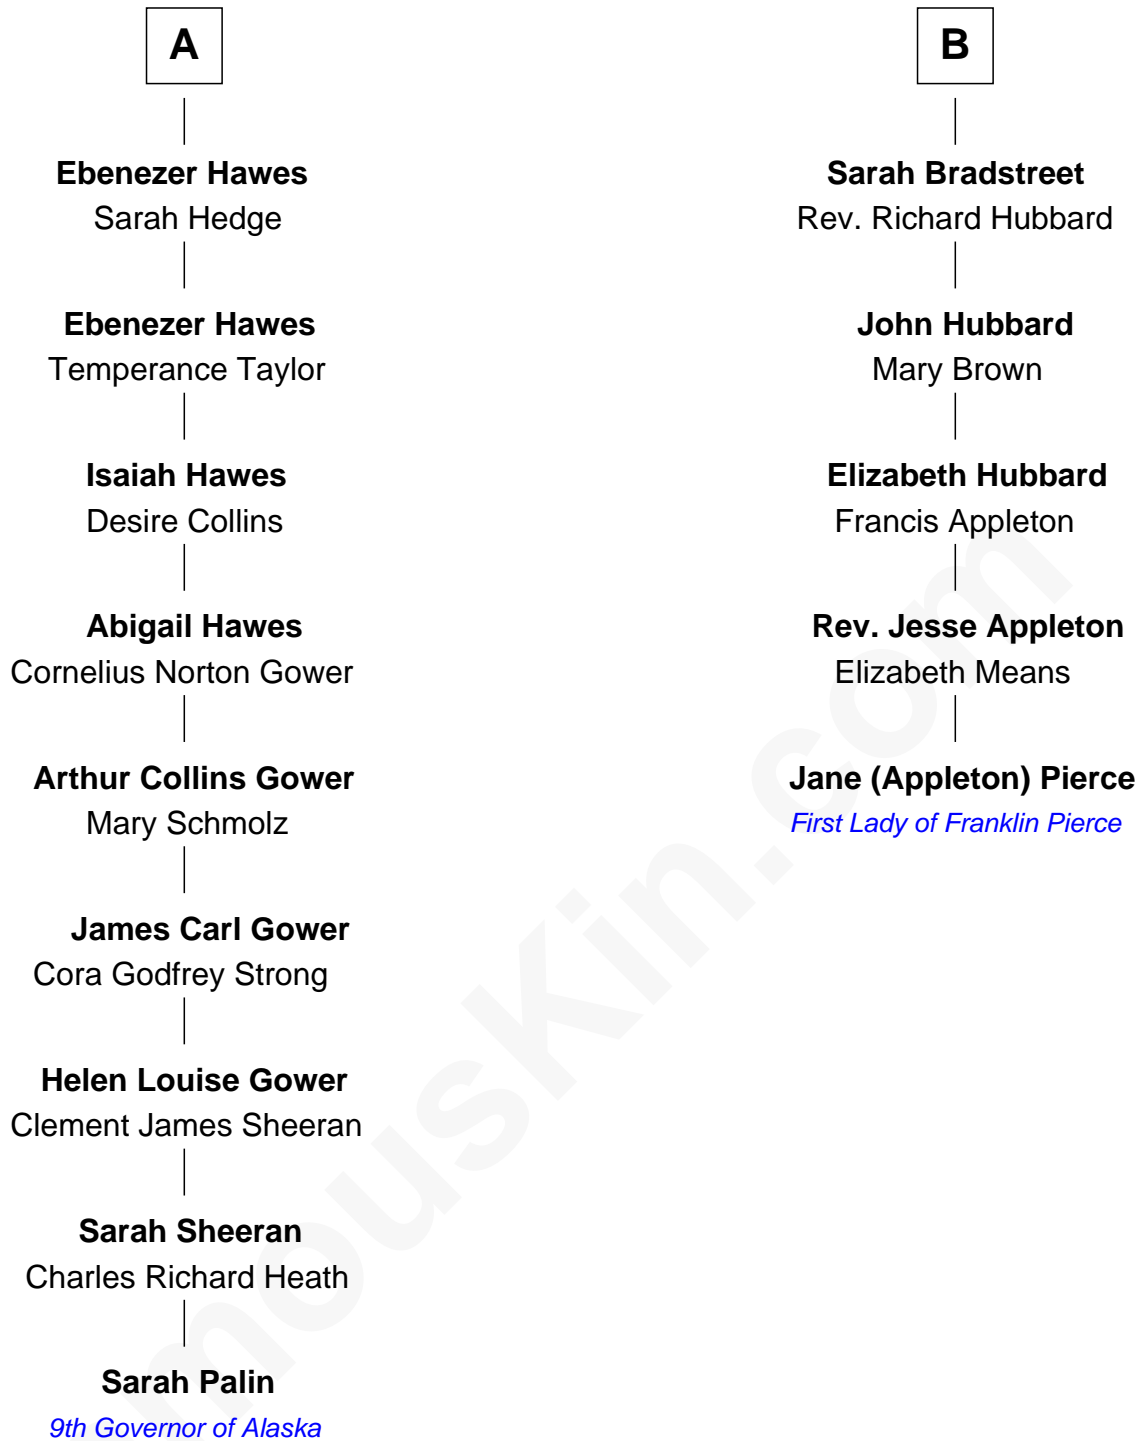 A
Ebenezer Hawes
Sarah Hedge
Ebenezer Hawes
Temperance Taylor
Isaiah Hawes
Desire Collins
Abigail Hawes
Cornelius Norton Gower
Arthur Collins Gower
Mary Schmolz
James Carl Gower
Cora Godfrey Strong
Helen Louise Gower
Clement James Sheeran
Sarah Sheeran
Charles Richard Heath
Sarah Palin
9th Governor of Alaska
B
Sarah Bradstreet
Rev. Richard Hubbard
John Hubbard
Mary Brown
Elizabeth Hubbard
Francis Appleton
Rev. Jesse Appleton
Elizabeth Means
Jane (Appleton) Pierce
First Lady of Franklin Pierce
mousKin.com